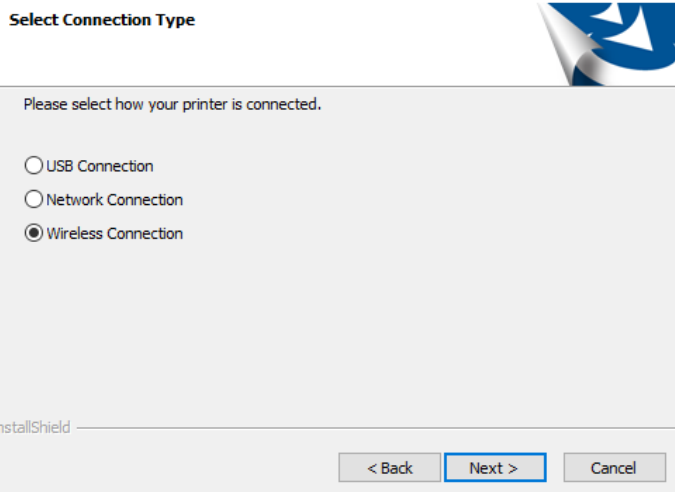 Select Connection Type
Please select how your printer is connected.
USB Connection
Network Connection
Wireless Connection
nstallShield
< Back Next > Cancel